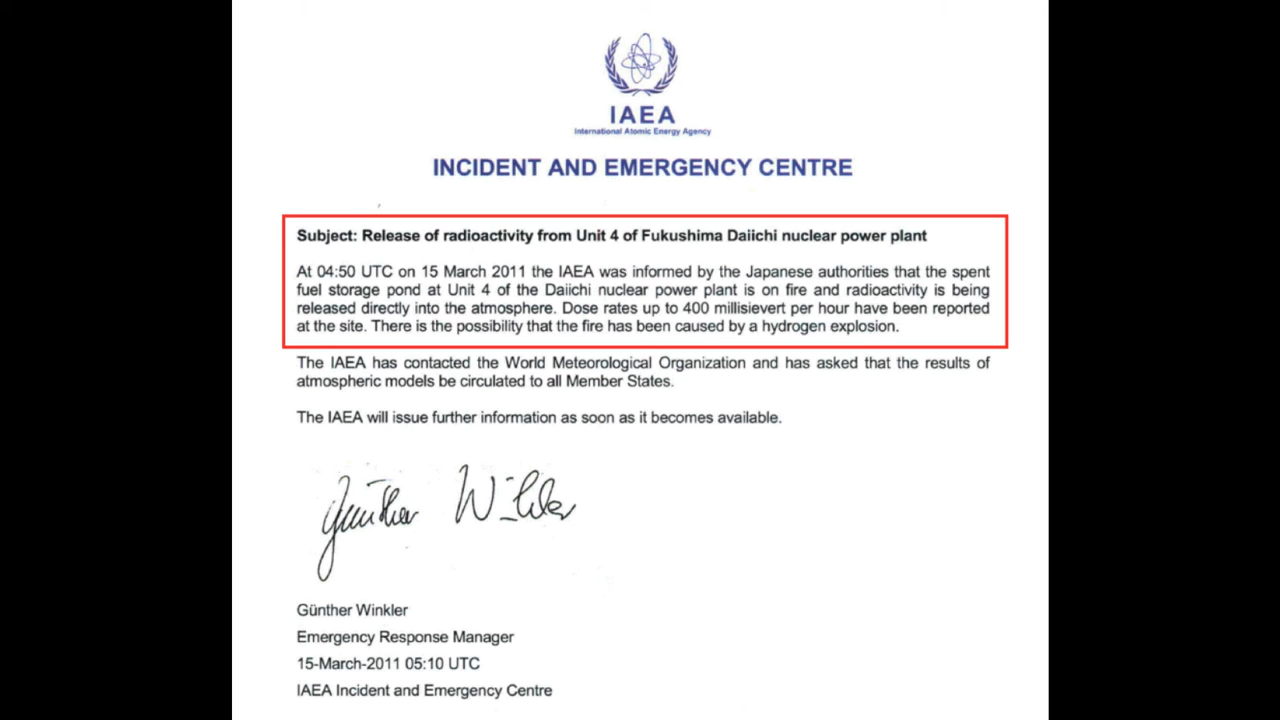 IAEA
International Atomic Energy Agency
INCIDENT AND EMERGENCY CENTRE
Subject: Release of radioactivity from Unit 4 of Fukushima Daiichi nuclear power plant
At 04:50 UTC on 15 March 2011 the IAEA was informed by the Japanese authorities that the spent
fuel storage pond at Unit 4 of the Daiichi nuclear power plant is on fire and radioactivity is being
released directly into the atmosphere. Dose rates up to 400 millisievert per hour have been reported
at the site. There is the possibility that the fire has been caused by a hydrogen explosion.
The IAEA has contacted the World Meteorological Organization and has asked that the results of
atmospheric models be circulated to all Member States.
The IAEA will issue further information as soon as it becomes available.
Günther Winkler
Günther Winkler
Emergency Response Manager
15-March-2011 05:10 UTC
IAEA Incident and Emergency Centre